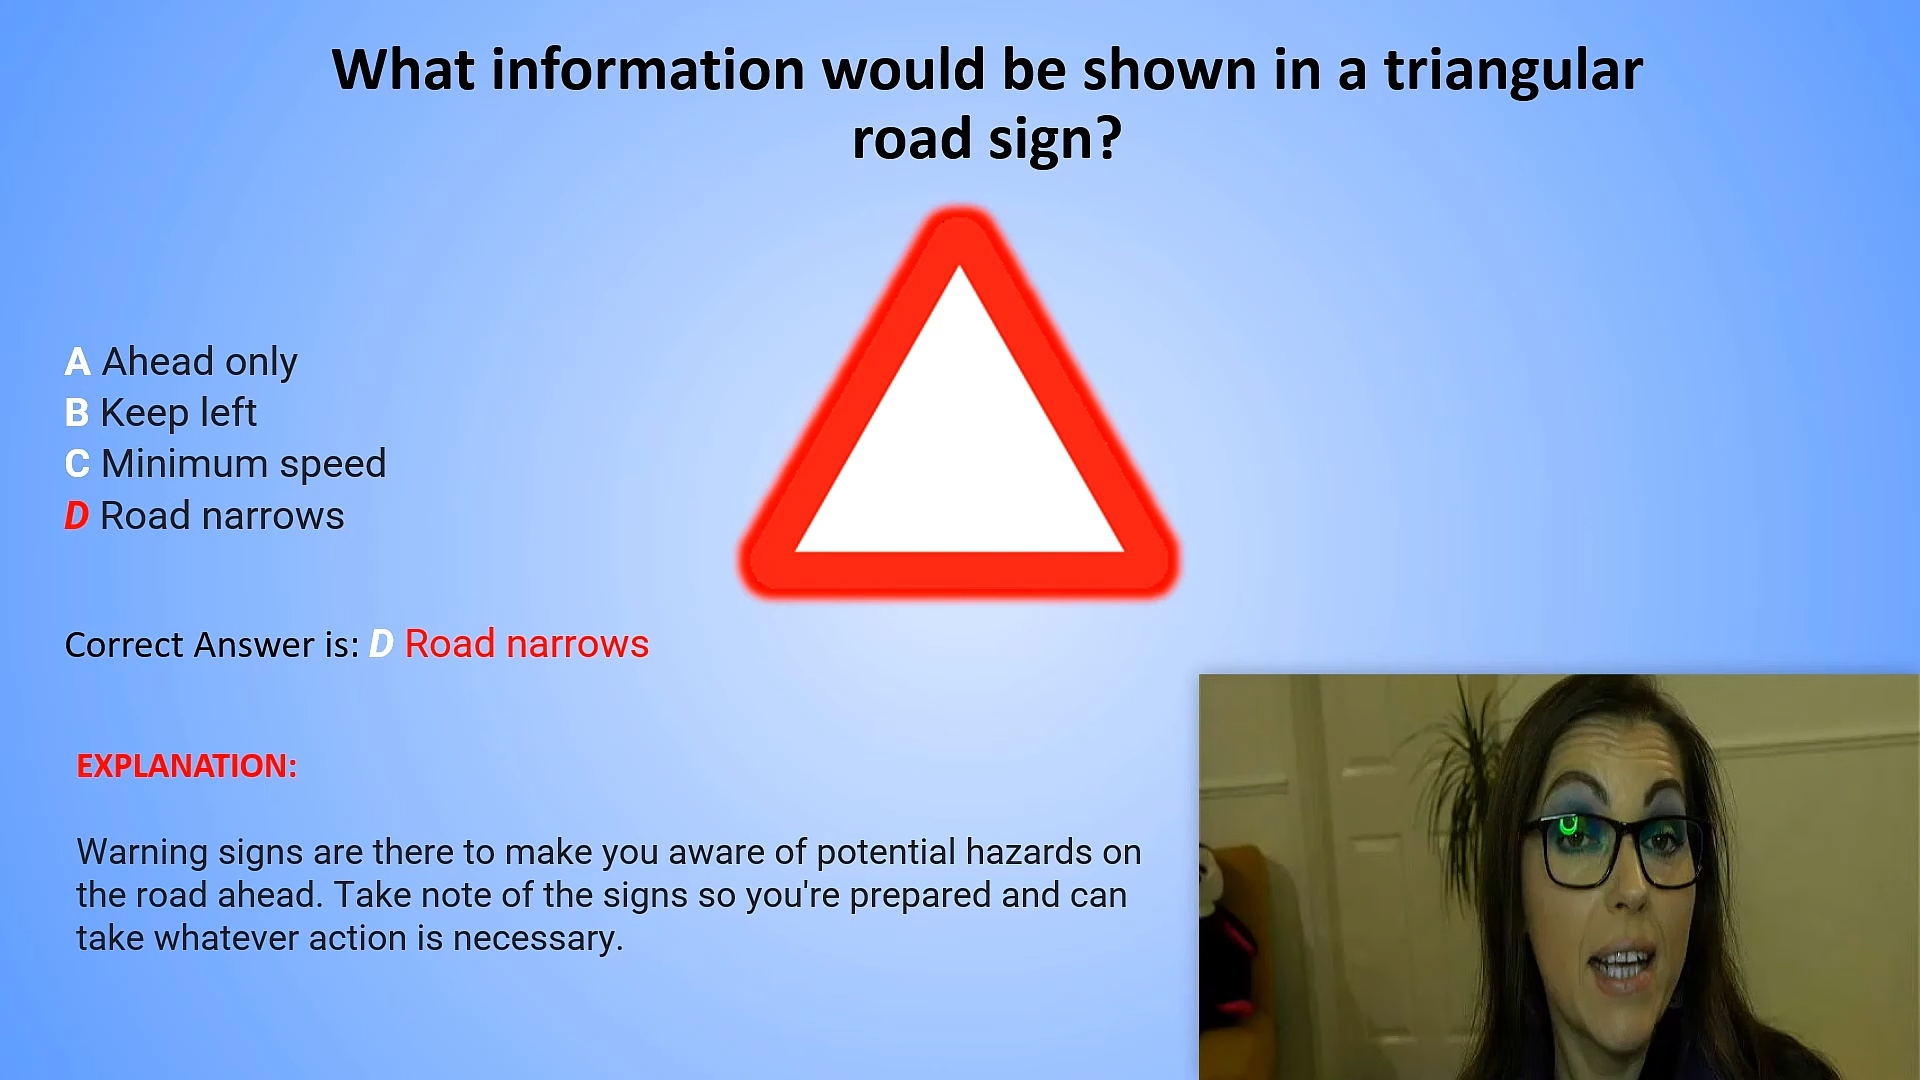 What information would be shown in a triangular
road sign?
A Ahead only
B Keep left
C Minimum speed
D Road narrows
Correct Answer is: D Road narrows
EXPLANATION:
Warning signs are there to make you aware of potential hazards on
the road ahead. Take note of the signs so you're prepared and can
take whatever action is necessary.